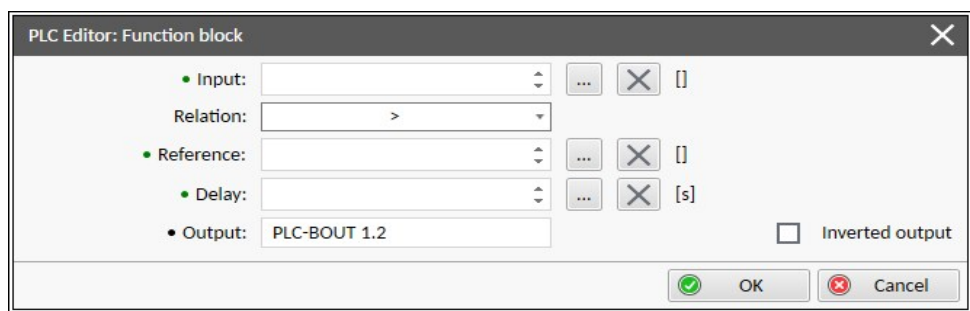 PLC Editor: Function block
• Input: ... []
Relation: >
• Reference: ... []
• Delay: ... [s]
• Output: PLC-BOUT 1.2 Inverted output
OK Cancel